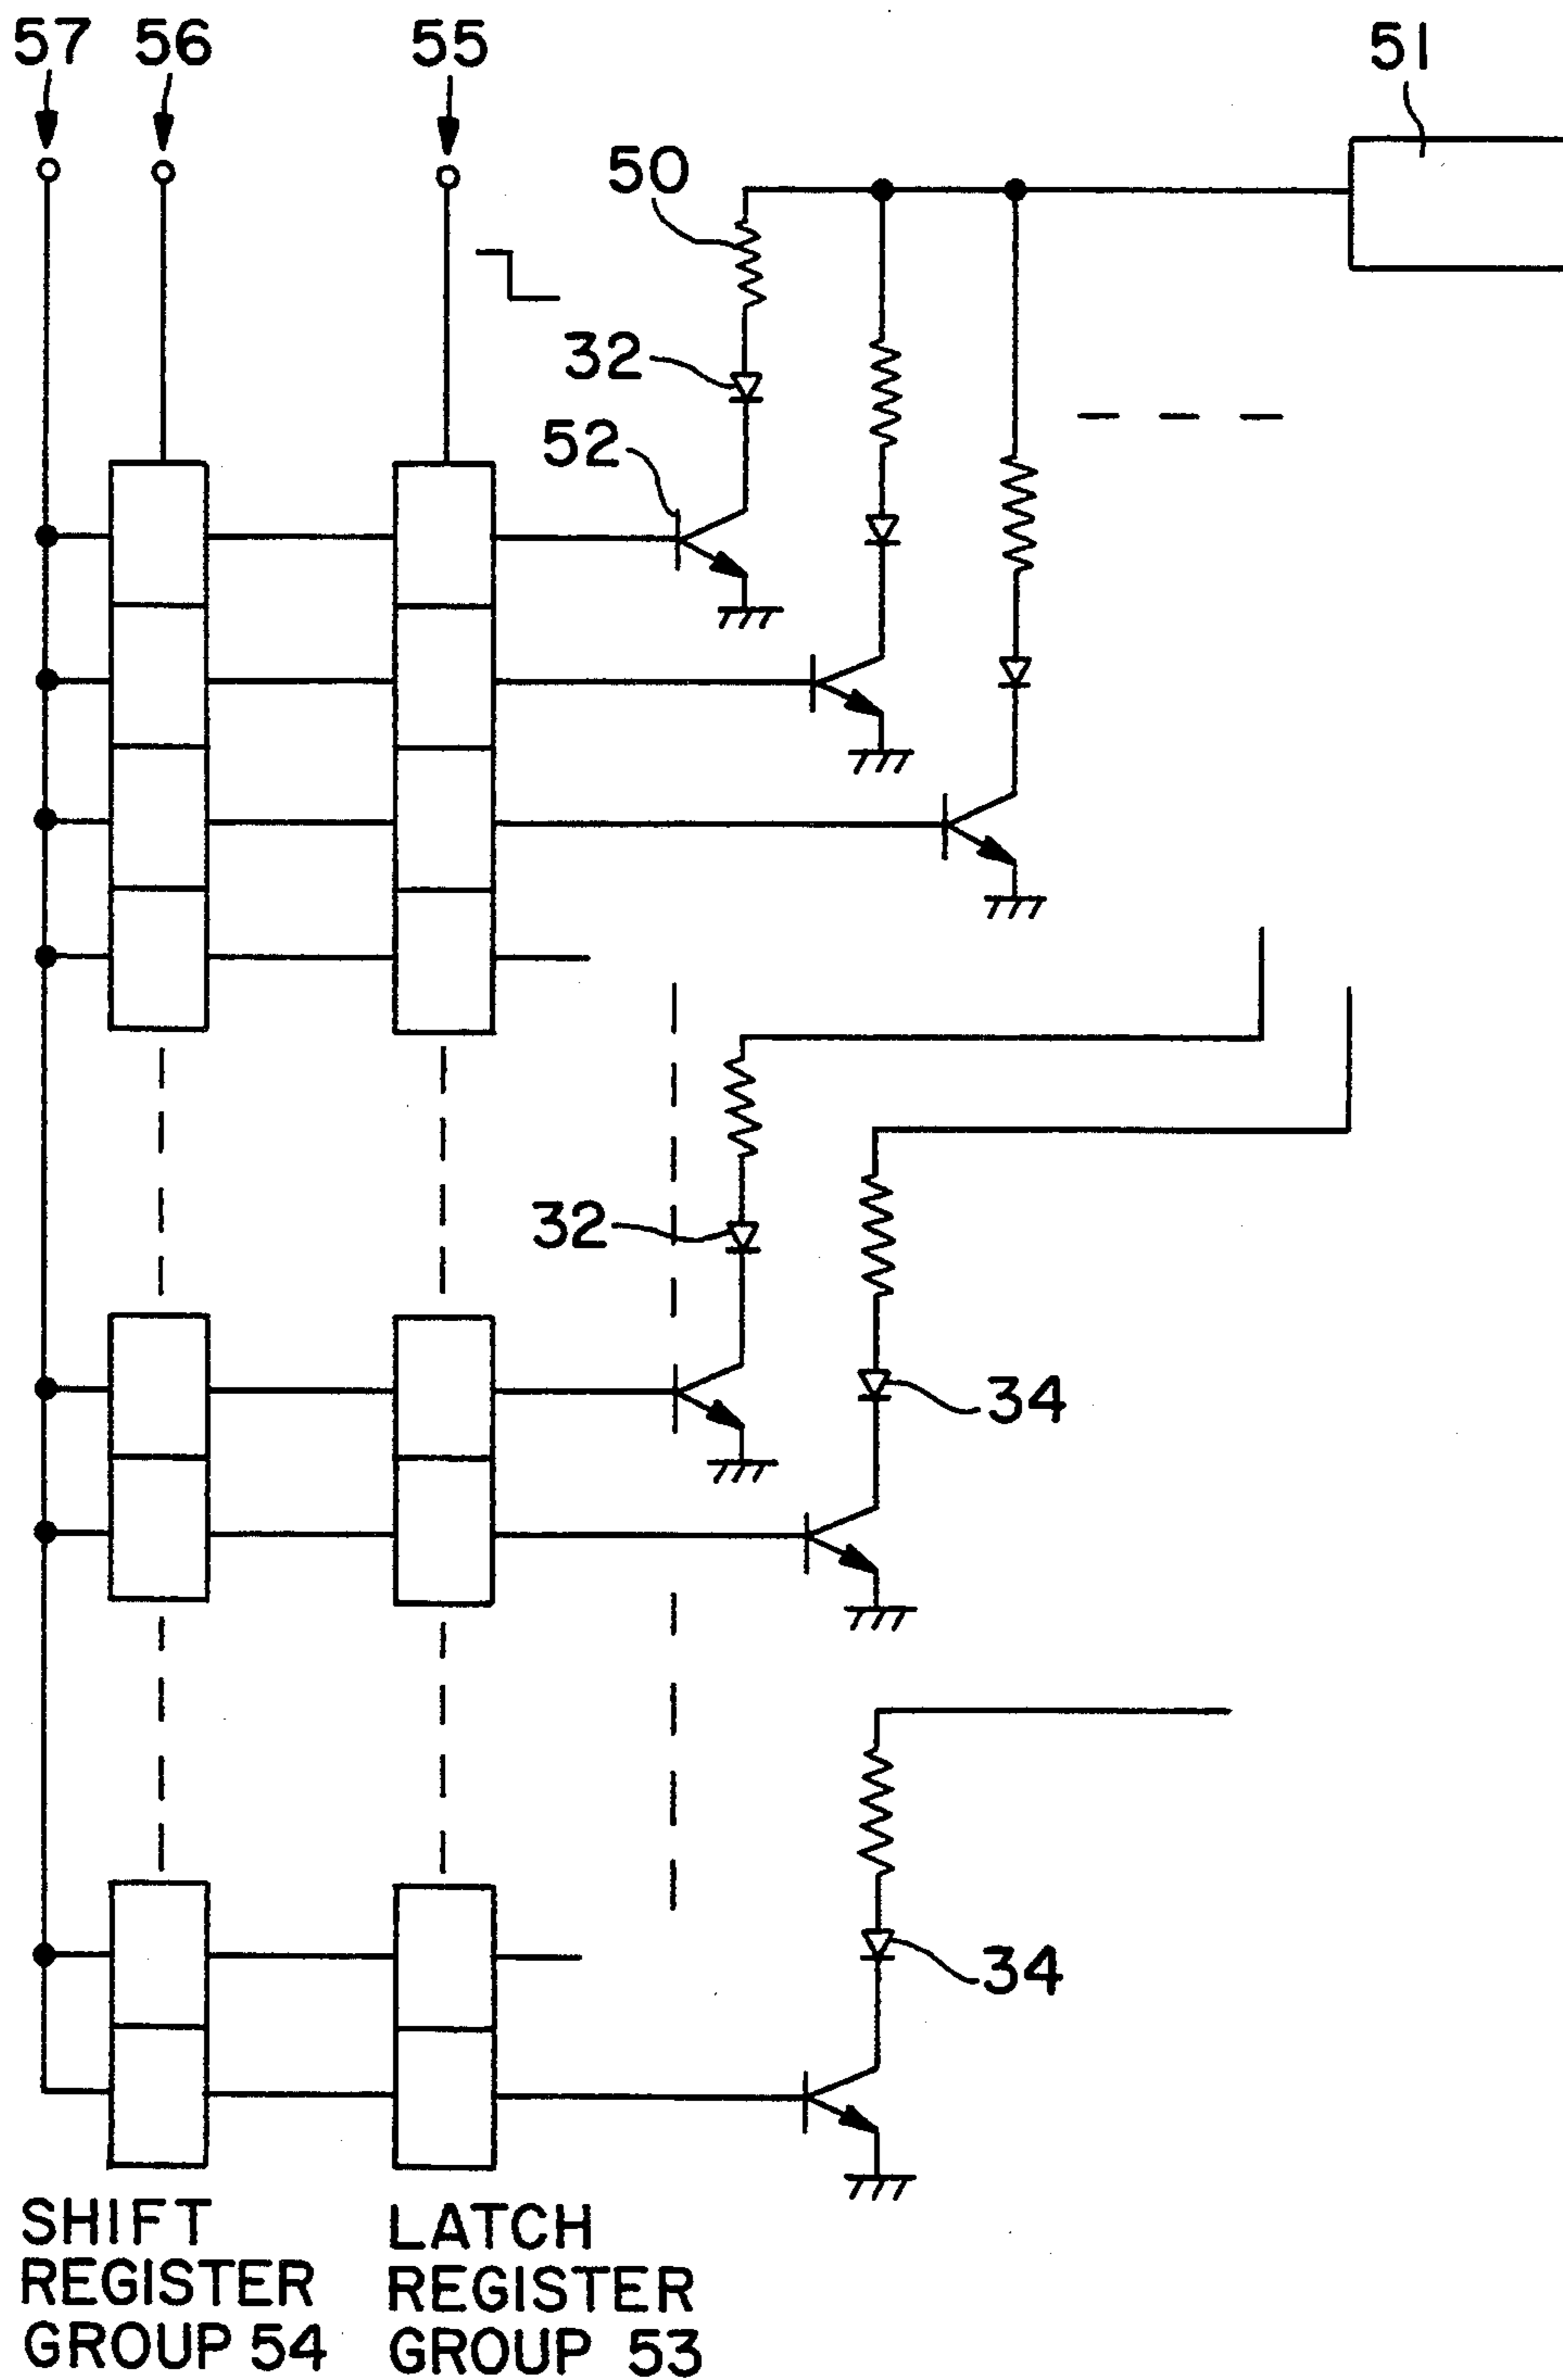 57
56
55
51
50
32
52
32
34
34
SHIFT
REGISTER
GROUP 54
LATCH
REGISTER
GROUP 53